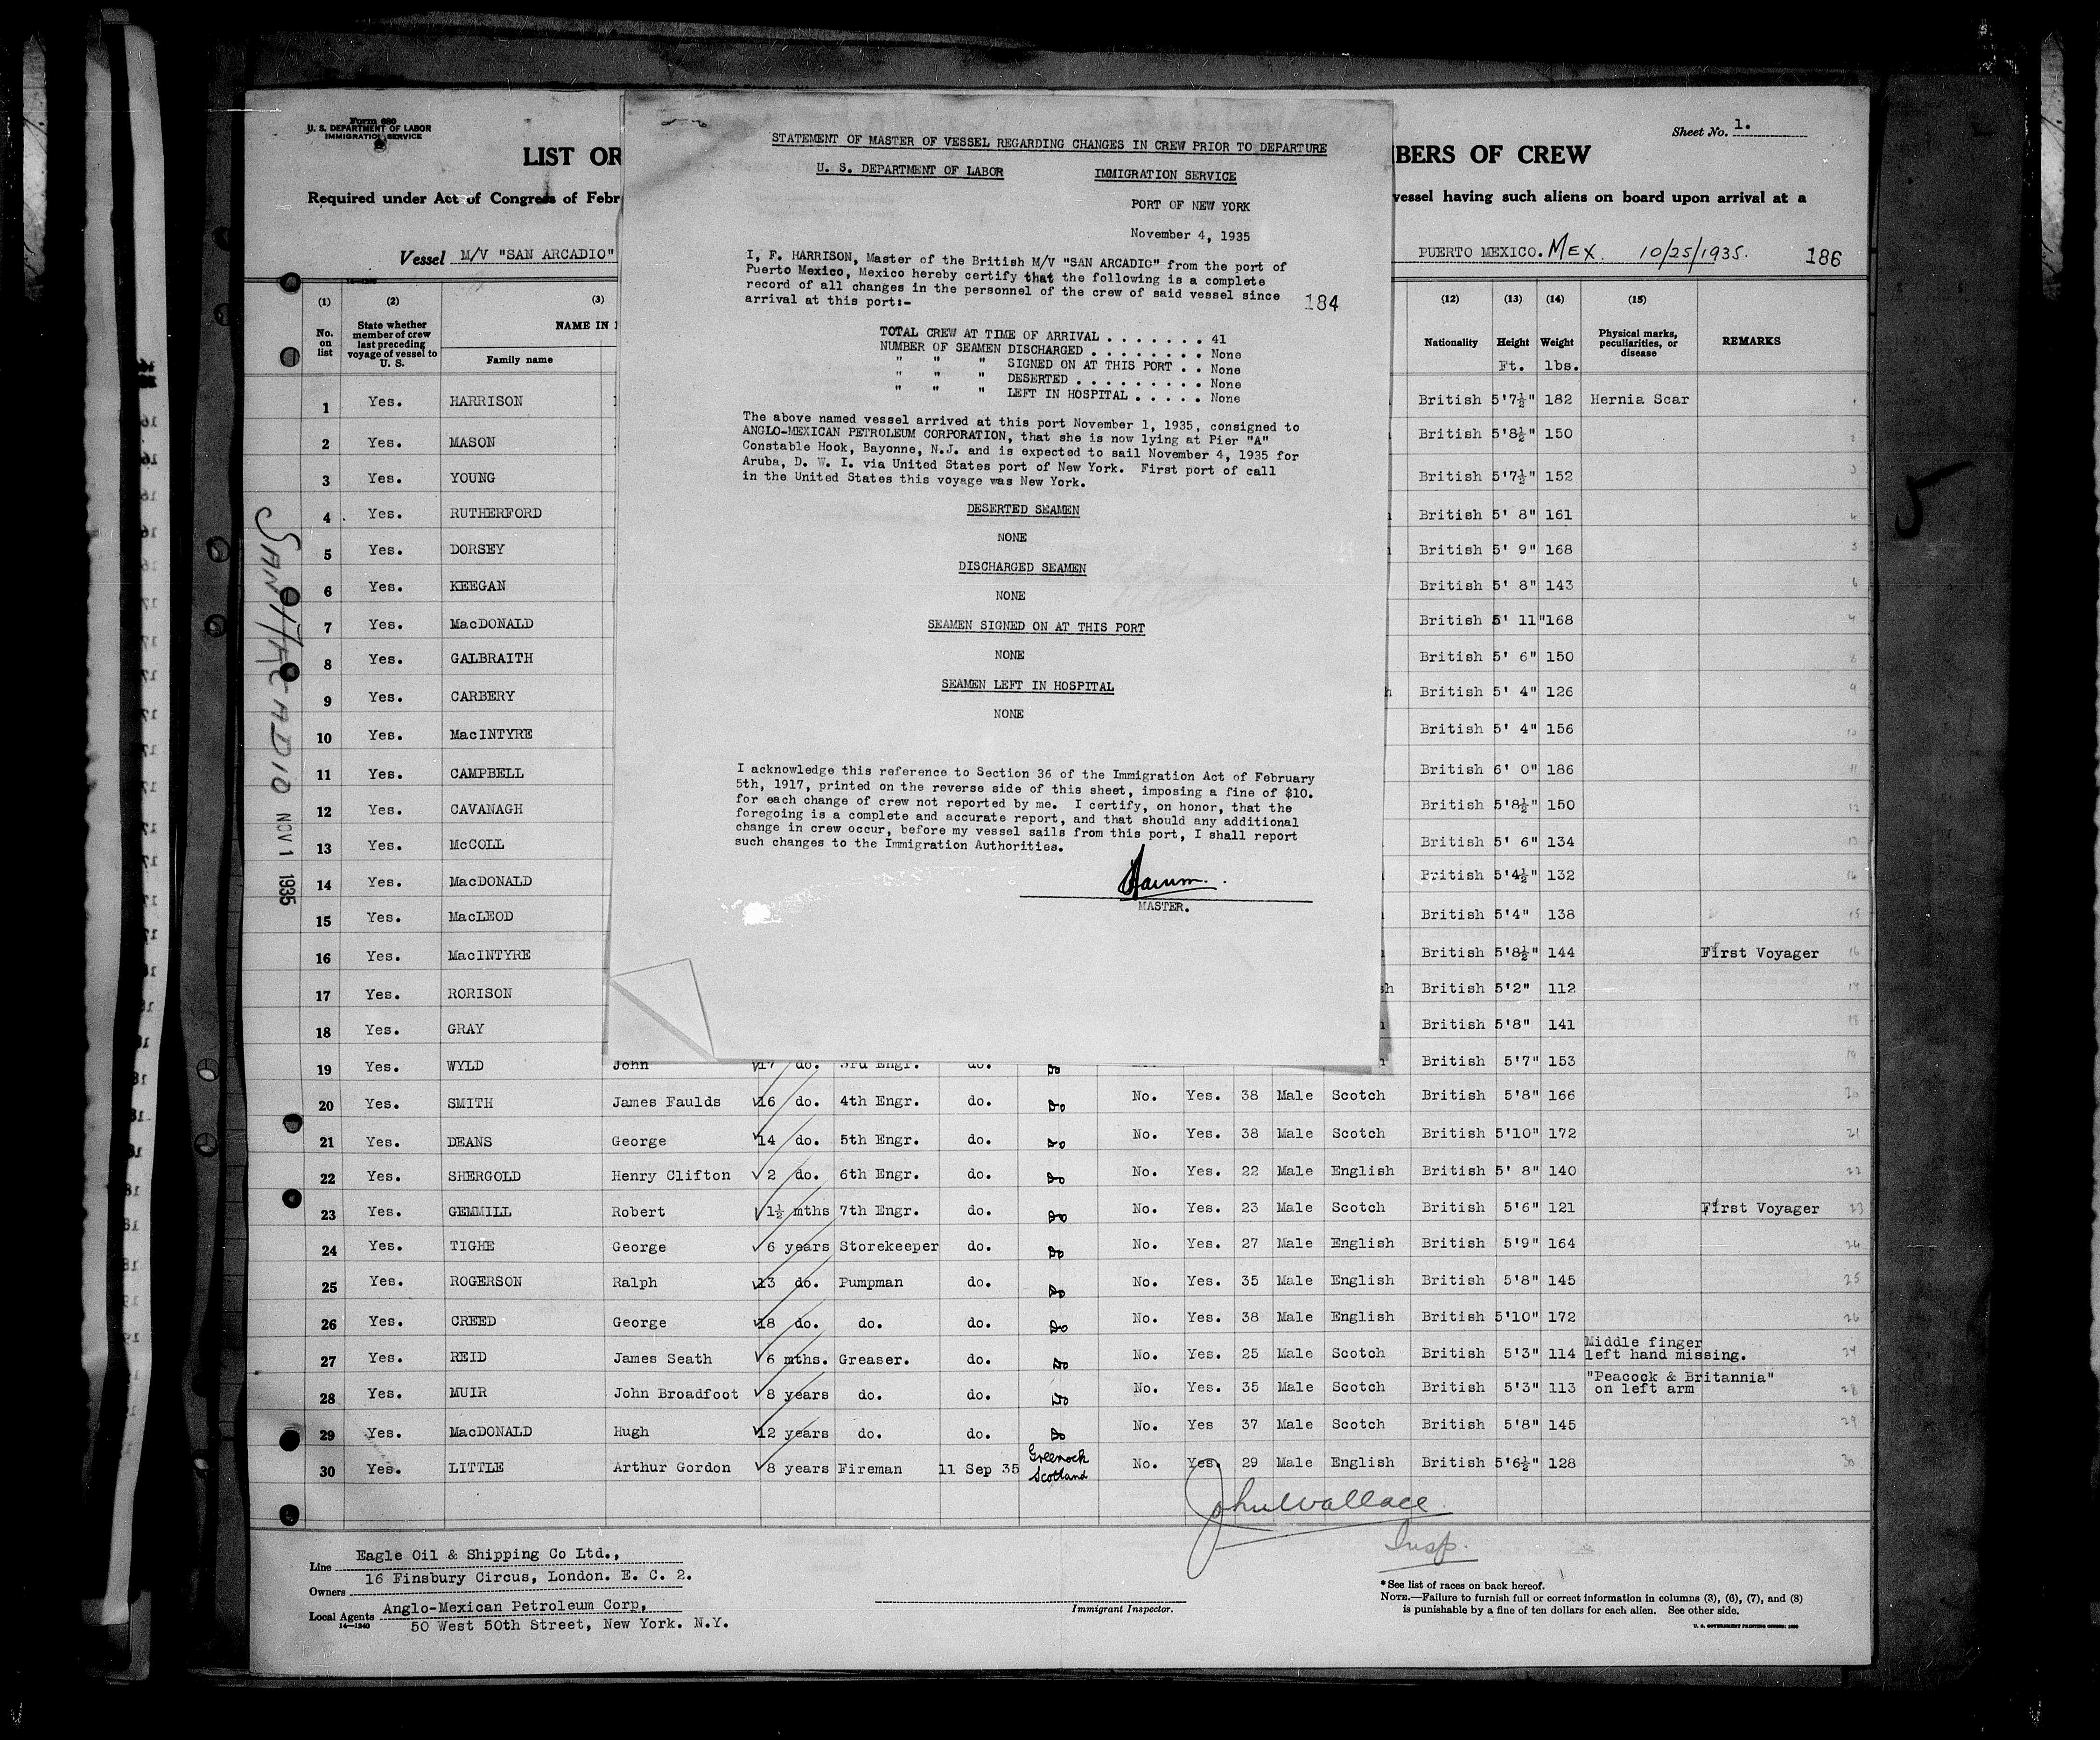 Form 680
U. S. DEPARTMENT OF LABOR
IMMIGRATION SERVICE
Sheet No. 1.
LIST OR
BERS OF CREW
Required under Act of Congress of Febr
vessel having such aliens on board upon arrival at a
Vessel M/V "SAN ARCADIO"
PUERTO MEXICO. MEX. 10/25/1935.
186
STATEMENT OF MASTER OF VESSEL REGARDING CHANGES IN CREW PRIOR TO DEPARTURE
U. S. DEPARTMENT OF LABOR IMMIGRATION SERVICE
PORT OF NEW YORK
November 4, 1935
I, F. HARRISON, Master of the British M/V "SAN ARCADIO" from the port of
Puerto Mexico, Mexico hereby certify that the following is a complete
record of all changes in the personnel of the crew of said vessel since
arrival at this port:-
184
TOTAL CREW AT TIME OF ARRIVAL . . . . . . . 41
NUMBER OF SEAMEN DISCHARGED . . . . . . . . None
" " " SIGNED ON AT THIS PORT . . None
" " " DESERTED . . . . . . . . . None
" " " LEFT IN HOSPITAL . . . . . None
The above named vessel arrived at this port November 1, 1935, consigned to
ANGLO-MEXICAN PETROLEUM CORPORATION, that she is now lying at Pier "A"
Constable Hook, Bayonne, N.J. and is expected to sail November 4, 1935 for
Aruba, D. W. I. via United States port of New York. First port of call
in the United States this voyage was New York.
DESERTED SEAMEN
NONE
DISCHARGED SEAMEN
NONE
SEAMEN SIGNED ON AT THIS PORT
NONE
SEAMEN LEFT IN HOSPITAL
NONE
I acknowledge this reference to Section 36 of the Immigration Act of February
5th, 1917, printed on the reverse side of this sheet, imposing a fine of $10.
for each change of crew not reported by me. I certify, on honor, that the
foregoing is a complete and accurate report, and that should any additional
change in crew occur, before my vessel sails from this port, I shall report
such changes to the Immigration Authorities.
MASTER.
(1) (2) (3) (12) (13) (14) (15)
No. on list
State whether member of crew last preceding voyage of vessel to U. S.
NAME IN
Family name
Nationality
Height
Ft.
Weight
lbs.
Physical marks, peculiarities, or disease
REMARKS
1 Yes. HARRISON British 5'7½" 182 Hernia Scar
2 Yes. MASON British 5'8½" 150
3 Yes. YOUNG British 5'7½" 152
4 Yes. RUTHERFORD British 5' 8" 161
5 Yes. DORSEY British 5' 9" 168
6 Yes. KEEGAN British 5' 8" 143
7 Yes. MacDONALD British 5' 11" 168
8 Yes. GALBRAITH British 5' 6" 150
9 Yes. CARBERY British 5' 4" 126
10 Yes. MacINTYRE British 5' 4" 156
11 Yes. CAMPBELL British 6' 0" 186
12 Yes. CAVANAGH British 5'8½" 150
13 Yes. McCOLL British 5' 6" 134
14 Yes. MacDONALD British 5'4½" 132
15 Yes. MacLEOD British 5'4" 138
16 Yes. MacINTYRE British 5'8½" 144 First Voyager
17 Yes. RORISON British 5'2" 112
18 Yes. GRAY British 5'8" 141
19 Yes. WYLD John 17 do. 3rd Engr. do. British 5'7" 153
20 Yes. SMITH James Faulds 16 do. 4th Engr. do. do No. Yes. 38 Male Scotch British 5'8" 166
21 Yes. DEANS George 14 do. 5th Engr. do. do No. Yes. 38 Male Scotch British 5'10" 172
22 Yes. SHERGOLD Henry Clifton 2 do. 6th Engr. do. do No. Yes. 22 Male English British 5' 8" 140
23 Yes. GEMMILL Robert 1½ mths 7th Engr. do. do No. Yes. 23 Male Scotch British 5'6" 121 First Voyager
24 Yes. TIGHE George 6 years Storekeeper do. do No. Yes. 27 Male English British 5'9" 164
25 Yes. ROGERSON Ralph 13 do. Pumpman do. do No. Yes. 35 Male English British 5'8" 145
26 Yes. CREED George 18 do. do. do. do No. Yes. 38 Male English British 5'10" 172
27 Yes. REID James Seath 6 mths. Greaser. do. do No. Yes. 25 Male Scotch British 5'3" 114 Middle finger left hand missing.
28 Yes. MUIR John Broadfoot 8 years do. do. do No. Yes. 35 Male Scotch British 5'3" 113 "Peacock & Britannia" on left arm
29 Yes. MacDONALD Hugh 12 years do. do. do No. Yes 37 Male Scotch British 5'8" 145
30 Yes. LITTLE Arthur Gordon 8 years Fireman 11 Sep 35 Greenock Scotland No. Yes. 29 Male English British 5'6½" 128
NOV 1 1935
5
John Wallace
Insp.
Line Eagle Oil & Shipping Co Ltd.,
Owners 16 Finsbury Circus, London. E. C. 2.
Local Agents Anglo-Mexican Petroleum Corp,
50 West 50th Street, New York. N.Y.
14—1240
Immigrant Inspector.
* See list of races on back hereof.
NOTE.—Failure to furnish full or correct information in columns (3), (6), (7), and (8)
is punishable by a fine of ten dollars for each alien. See other side.